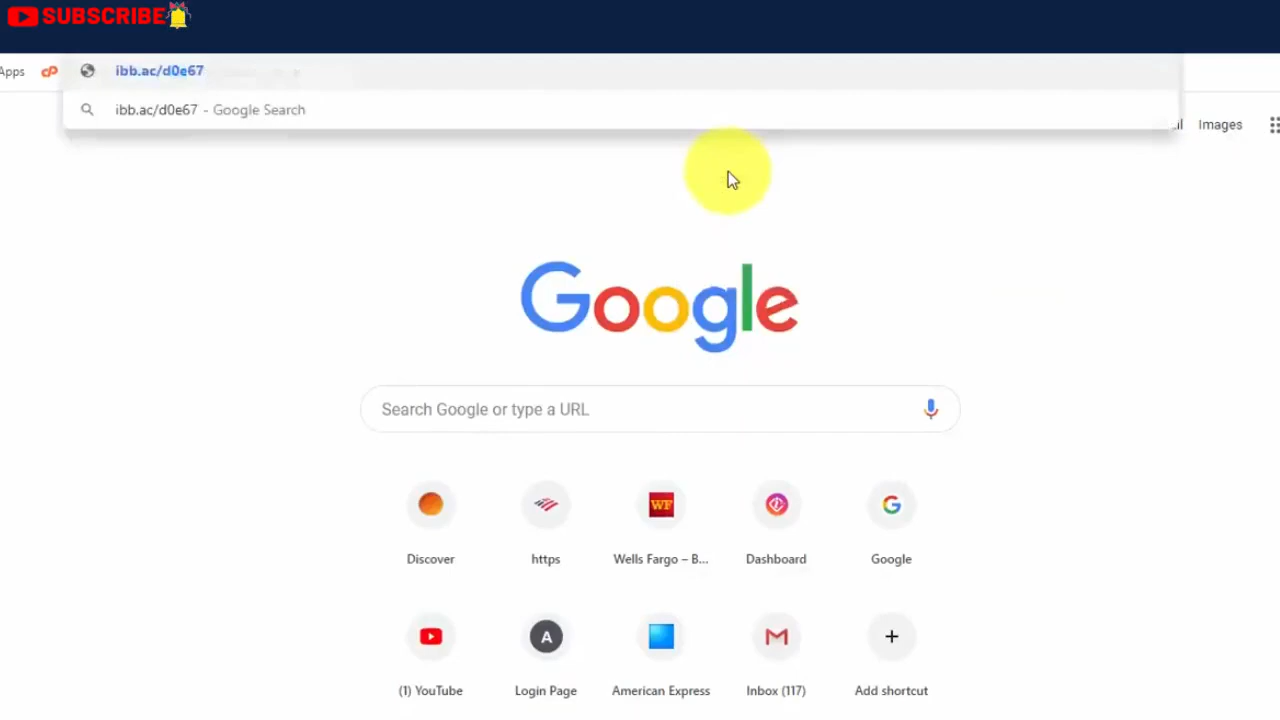 SUBSCRIBE
Apps
ibb.ac/d0e67
ibb.ac/d0e67 - Google Search
Images
Google
Search Google or type a URL
WF
Discover
https
Wells Fargo – B...
Dashboard
Google
A
(1) YouTube
Login Page
American Express
Inbox (117)
Add shortcut